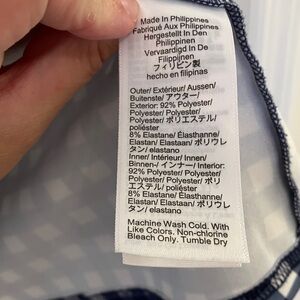 Made In Philippines
Fabriqué Aux Philippines
Hergestellt In Den
Philippinen
Vervaardigd In De
Filippijnen
フィリピン製
hecho en filipinas
Outer/ Extérieur/ Aussen/
Buitenste/ アウター/
Exterior: 92% Polyester/
Polyester/ Polyester/
Polyester/ ポリエステル/
poliéster
8% Elastane/ Élasthanne/
Elastan/ Elastaan/ ポリウレ
タン/ elastano
Inner/ Intérieur/ Innen/
Binnen-/ インナー/ Interior:
92% Polyester/ Polyester/
Polyester/ Polyester/ ポリ
エステル/ poliéster
8% Elastane/ Élasthanne/
Elastan/ Elastaan/ ポリウレ
タン/ elastano
Machine Wash Cold. With
Like Colors. Non-chlorine
Bleach Only. Tumble Dry